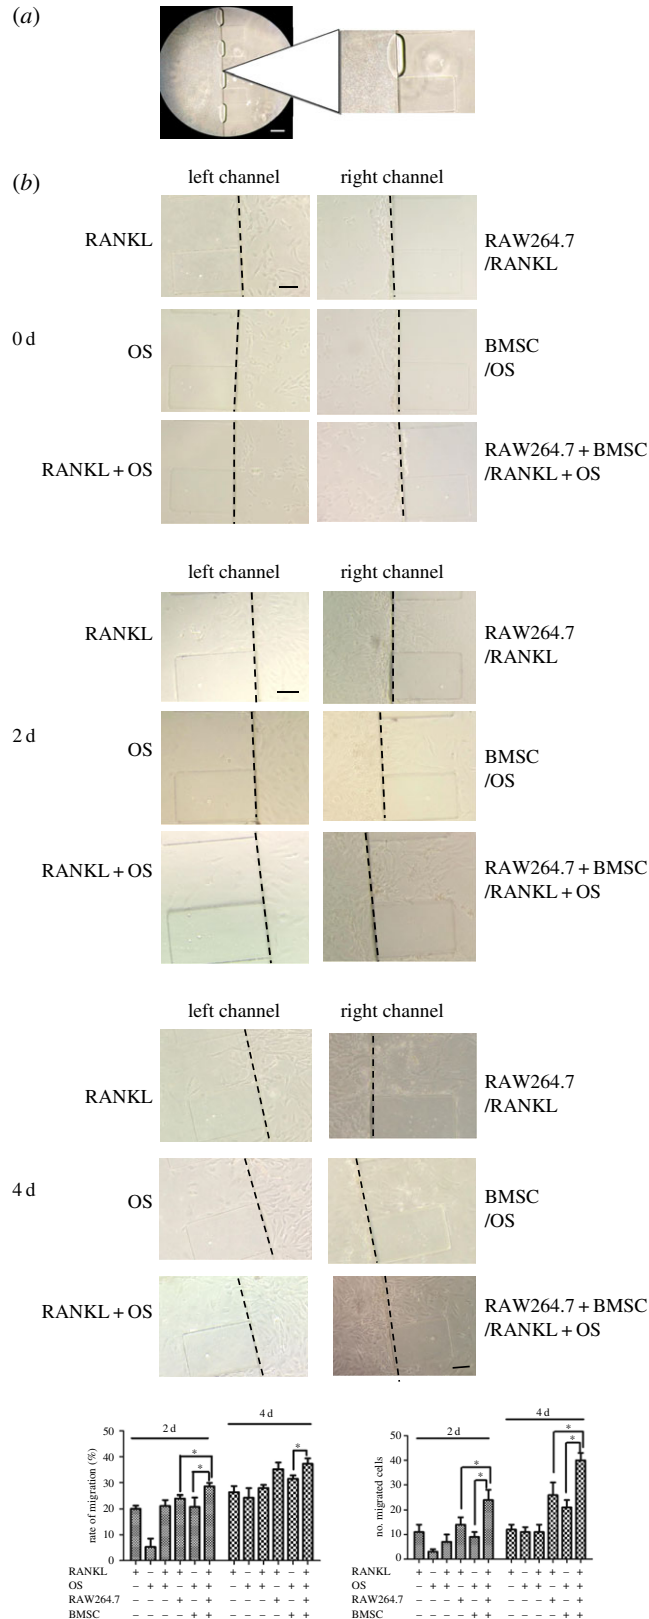 (a)
(b)
left channel right channel
RANKL
RAW264.7
/RANKL
0 d
OS
BMSC
/OS
RANKL + OS
RAW264.7 + BMSC
/RANKL + OS
left channel right channel
RANKL
RAW264.7
/RANKL
2 d
OS
BMSC
/OS
RANKL + OS
RAW264.7 + BMSC
/RANKL + OS
left channel right channel
RANKL
RAW264.7
/RANKL
4 d
OS
BMSC
/OS
RANKL + OS
RAW264.7 + BMSC
/RANKL + OS
rate of migration (%)
50
40
30
20
10
0
2 d
4 d
*
*
*
RANKL + – + + – + + – + + – +
OS – + + – + + – + + – + +
RAW264.7 – – – + – + – – – + – +
BMSC – – – – + + – – – – + +
no. migrated cells
50
40
30
20
10
0
2 d
4 d
*
*
*
*
RANKL + – + + – + + – + + – +
OS – + + – + + – + + – + +
RAW264.7 – – – + – + – – – + – +
BMSC – – – – + + – – – – + +